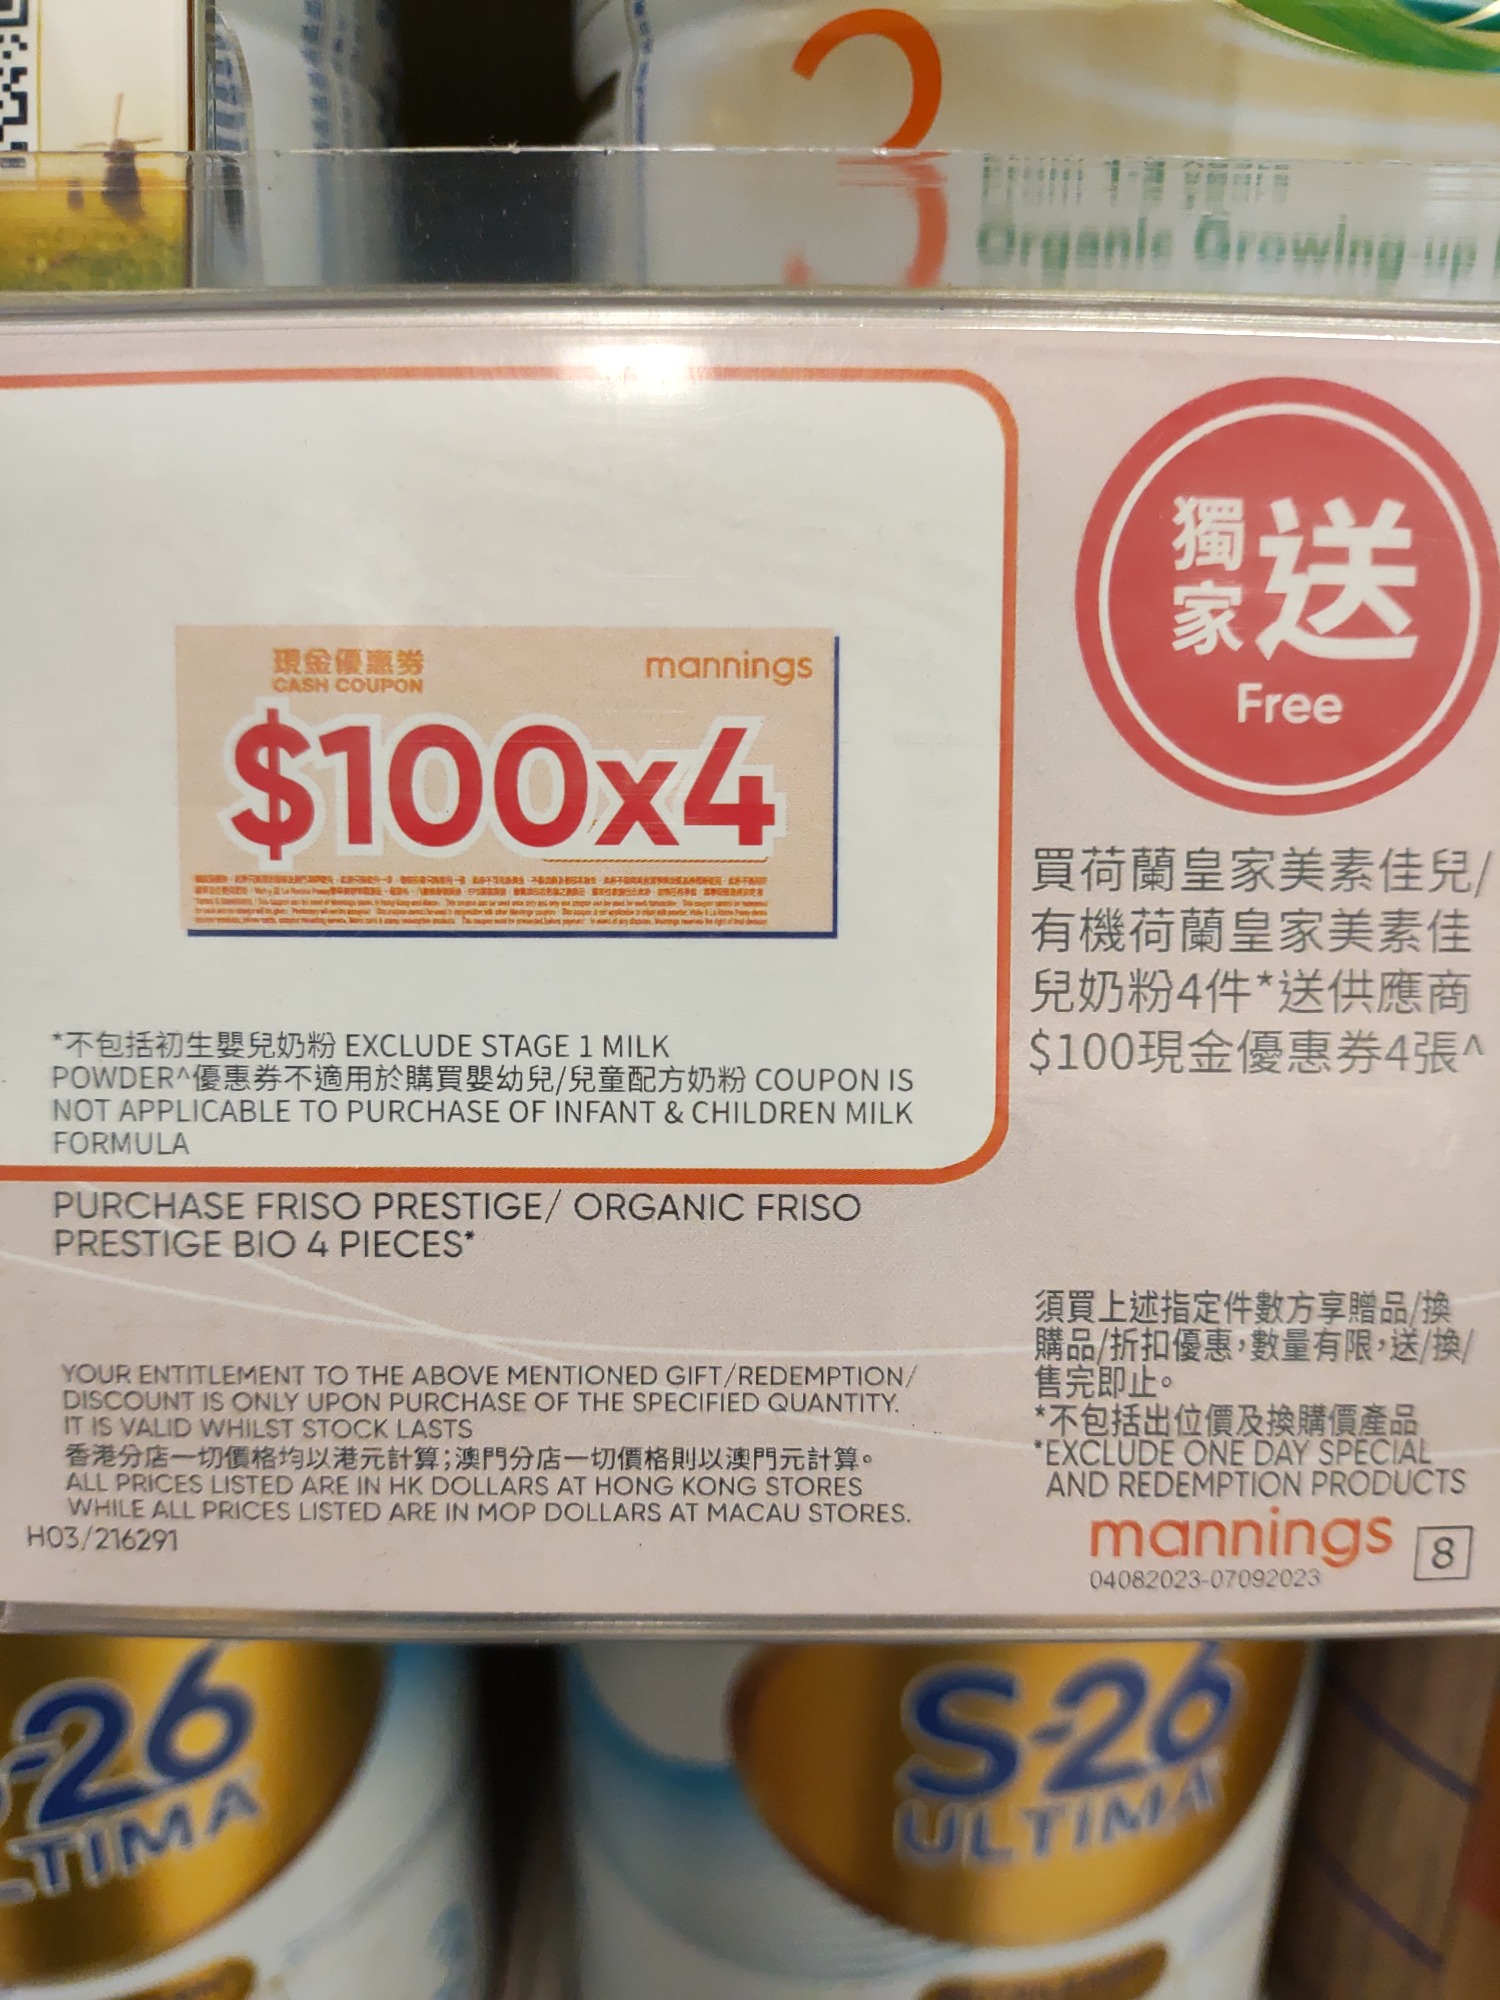 3
From 1-3 years
Organic Growing-up
獨家
送
Free
現金優惠券
CASH COUPON
mannings
$100x4
買荷蘭皇家美素佳兒/
有機荷蘭皇家美素佳
兒奶粉4件*送供應商
$100現金優惠券4張^
*不包括初生嬰兒奶粉 EXCLUDE STAGE 1 MILK
POWDER^優惠券不適用於購買嬰幼兒/兒童配方奶粉 COUPON IS
NOT APPLICABLE TO PURCHASE OF INFANT & CHILDREN MILK
FORMULA
PURCHASE FRISO PRESTIGE/ ORGANIC FRISO
PRESTIGE BIO 4 PIECES*
YOUR ENTITLEMENT TO THE ABOVE MENTIONED GIFT/REDEMPTION/
DISCOUNT IS ONLY UPON PURCHASE OF THE SPECIFIED QUANTITY.
IT IS VALID WHILST STOCK LASTS
香港分店一切價格均以港元計算;澳門分店一切價格則以澳門元計算。
ALL PRICES LISTED ARE IN HK DOLLARS AT HONG KONG STORES
WHILE ALL PRICES LISTED ARE IN MOP DOLLARS AT MACAU STORES.
H03/216291
須買上述指定件數方享贈品/換
購品/折扣優惠,數量有限,送/換/
售完即止。
*不包括出位價及換購價產品
*EXCLUDE ONE DAY SPECIAL
AND REDEMPTION PRODUCTS
mannings
8
04082023-07092023
-26
LTIMA
S-26
ULTIMA